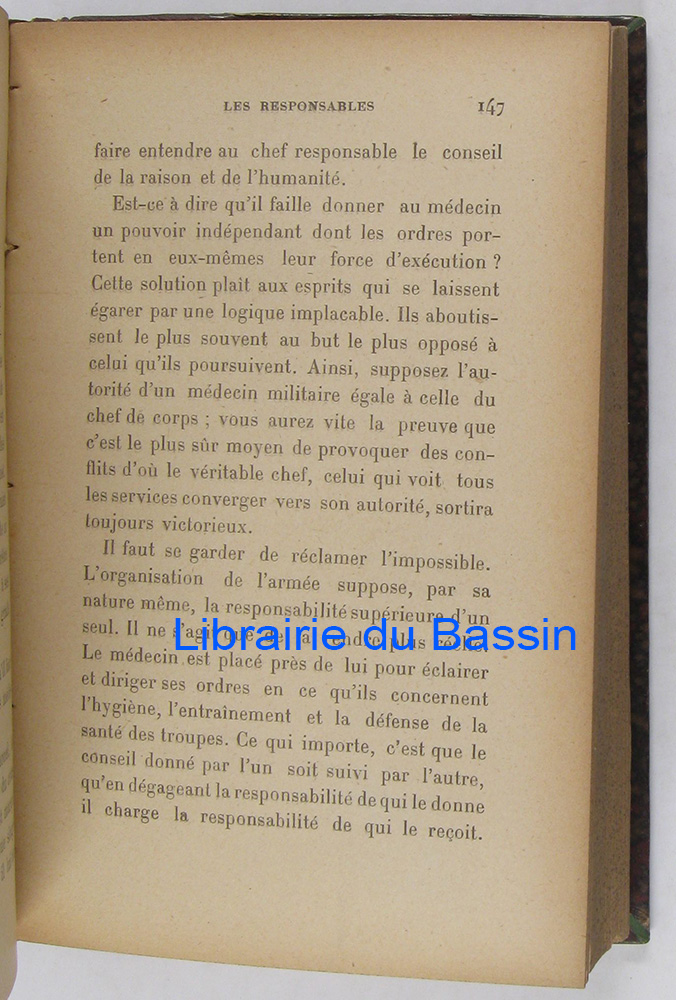 LES RESPONSABLES 147
faire entendre au chef responsable le conseil
de la raison et de l'humanité.
Est-ce à dire qu'il faille donner au médecin
un pouvoir indépendant dont les ordres por-
tent en eux-mêmes leur force d'exécution ?
Cette solution plaît aux esprits qui se laissent
égarer par une logique implacable. Ils aboutis-
sent le plus souvent au but le plus opposé à
celui qu'ils poursuivent. Ainsi, supposez l'au-
torité d'un médecin militaire égale à celle du
chef de corps ; vous aurez vite la preuve que
c'est le plus sûr moyen de provoquer des con-
flits d'où le véritable chef, celui qui voit tous
les services converger vers son autorité, sortira
toujours victorieux.
Il faut se garder de réclamer l'impossible.
L'organisation de l'armée suppose, par sa
nature même, la responsabilité supérieure d'un
seul. Il ne s'agit que de la rendre plus réelle.
Librairie du Bassin
Le médecin est placé près de lui pour éclairer
et diriger ses ordres en ce qu'ils concernent
l'hygiène, l'entraînement et la défense de la
santé des troupes. Ce qui importe, c'est que le
conseil donné par l'un soit suivi par l'autre,
qu'en dégageant la responsabilité de qui le donne
il charge la responsabilité de qui le reçoit.